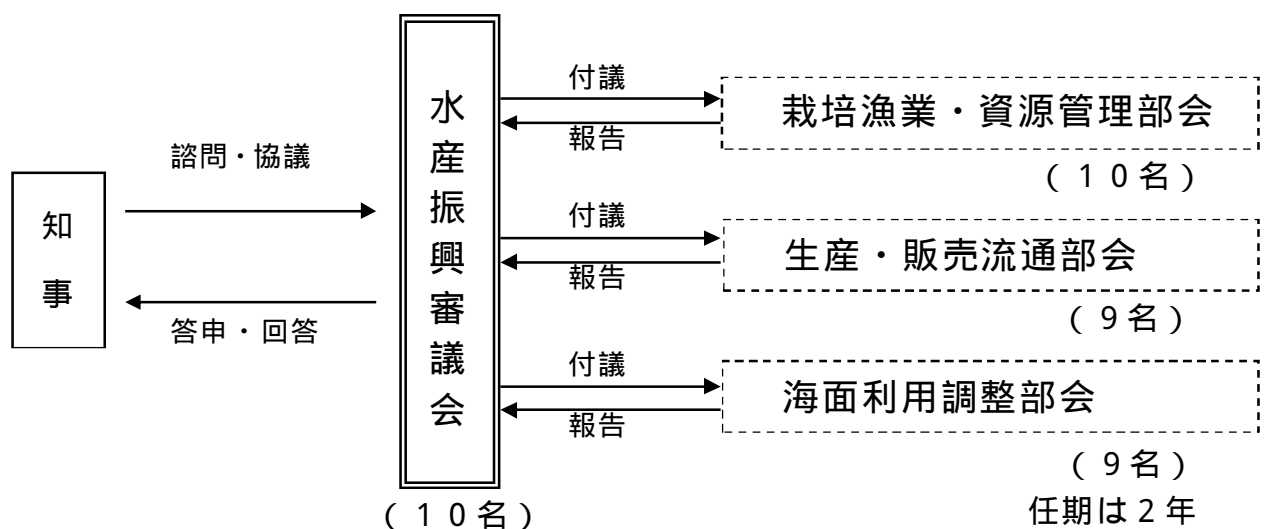 知事
諮問・協議
答申・回答
水産振興審議会
(10名)
付議
報告
栽培漁業・資源管理部会
(10名)
付議
報告
生産・販売流通部会
(9名)
付議
報告
海面利用調整部会
(9名)
任期は2年